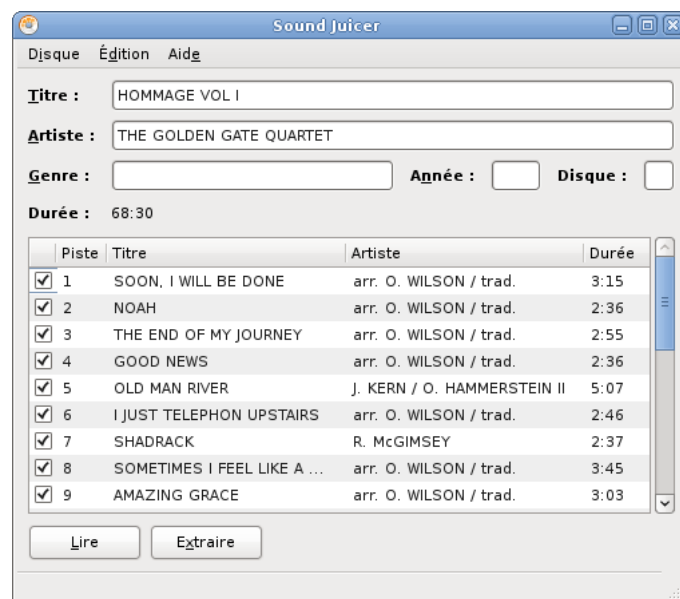 Sound Juicer
Disque Édition Aide
Titre : HOMMAGE VOL I
Artiste : THE GOLDEN GATE QUARTET
Genre : Année : Disque :
Durée : 68:30
Piste Titre Artiste Durée
1 SOON, I WILL BE DONE arr. O. WILSON / trad. 3:15
2 NOAH arr. O. WILSON / trad. 2:36
3 THE END OF MY JOURNEY arr. O. WILSON / trad. 2:55
4 GOOD NEWS arr. O. WILSON / trad. 2:36
5 OLD MAN RIVER J. KERN / O. HAMMERSTEIN II 5:07
6 I JUST TELEPHON UPSTAIRS arr. O. WILSON / trad. 2:46
7 SHADRACK R. McGIMSEY 2:37
8 SOMETIMES I FEEL LIKE A ... arr. O. WILSON / trad. 3:45
9 AMAZING GRACE arr. O. WILSON / trad. 3:03
Lire Extraire